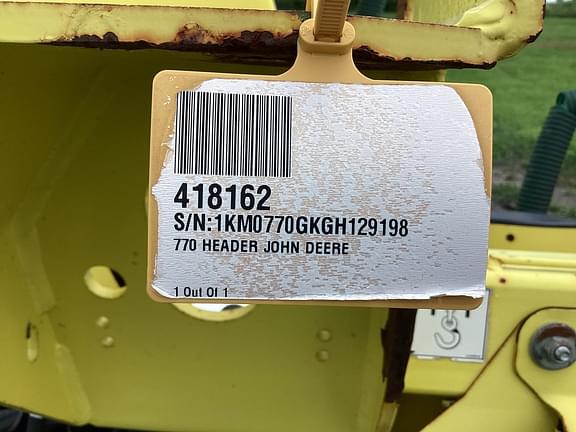 418162
S/N:1KM0770GKGH129198
770 HEADER JOHN DEERE
1 Out Of 1